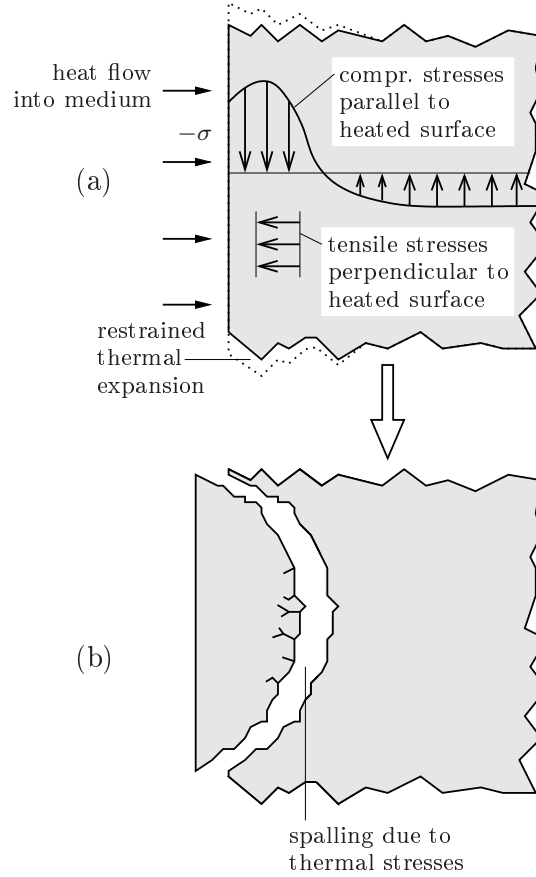 heat flow
into medium
−σ
compr. stresses
parallel to
heated surface
(a)
tensile stresses
perpendicular to
heated surface
restrained
thermal
expansion
(b)
spalling due to
thermal stresses